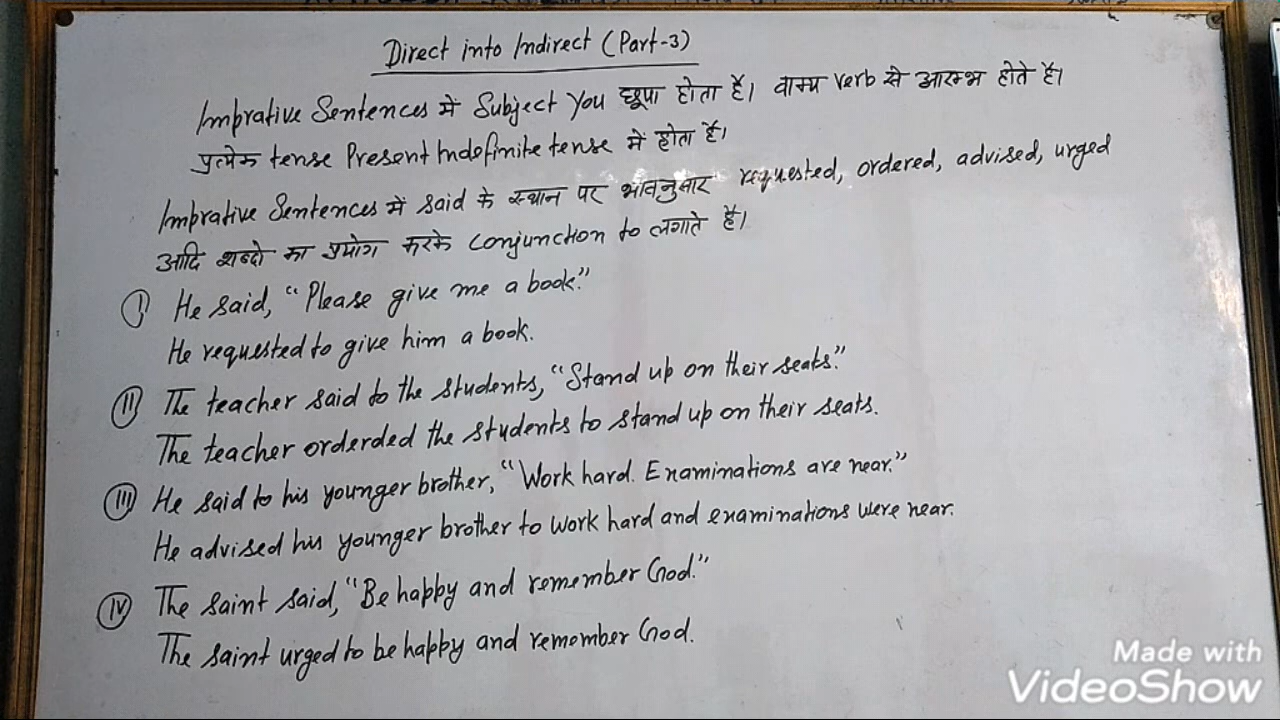 Direct into Indirect (Part-3)
Imprative Sentences में Subject You छूपा होता है। वाक्य verb से आरम्भ होते है।
प्रत्येक tense Present Indefinite tense में होता है।
Imprative Sentences में said के स्थान पर भावनुसार requested, ordered, advised, urged
आदि शब्दो का प्रयोग करके conjunction to लगाते है।
I He said, "Please give me a book."
He requested to give him a book.
II The teacher said to the students, "Stand up on their seats."
The teacher orderded the students to stand up on their seats.
III He said to his younger brother, "Work hard. Examinations are near."
He advised his younger brother to work hard and examinations were near.
IV The saint said, "Be happy and remember God."
The saint urged to be happy and remember God.
Made with
VideoShow